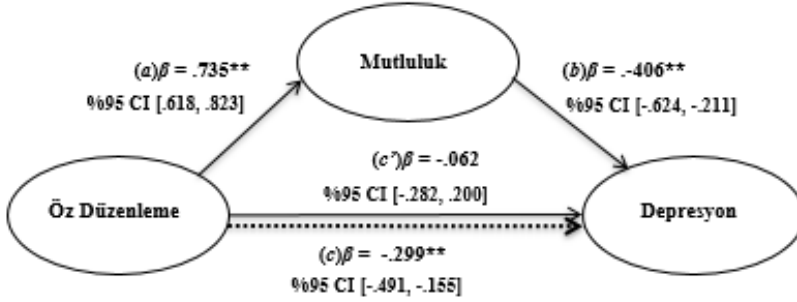 Mutluluk
(a)β = .735**
%95 CI [.618, .823]
(b)β = .-406**
%95 CI [-.624, -.211]
(c’)β = -.062
%95 CI [-.282, .200]
Öz Düzenleme
Depresyon
(c)β = -.299**
%95 CI [-.491, -.155]